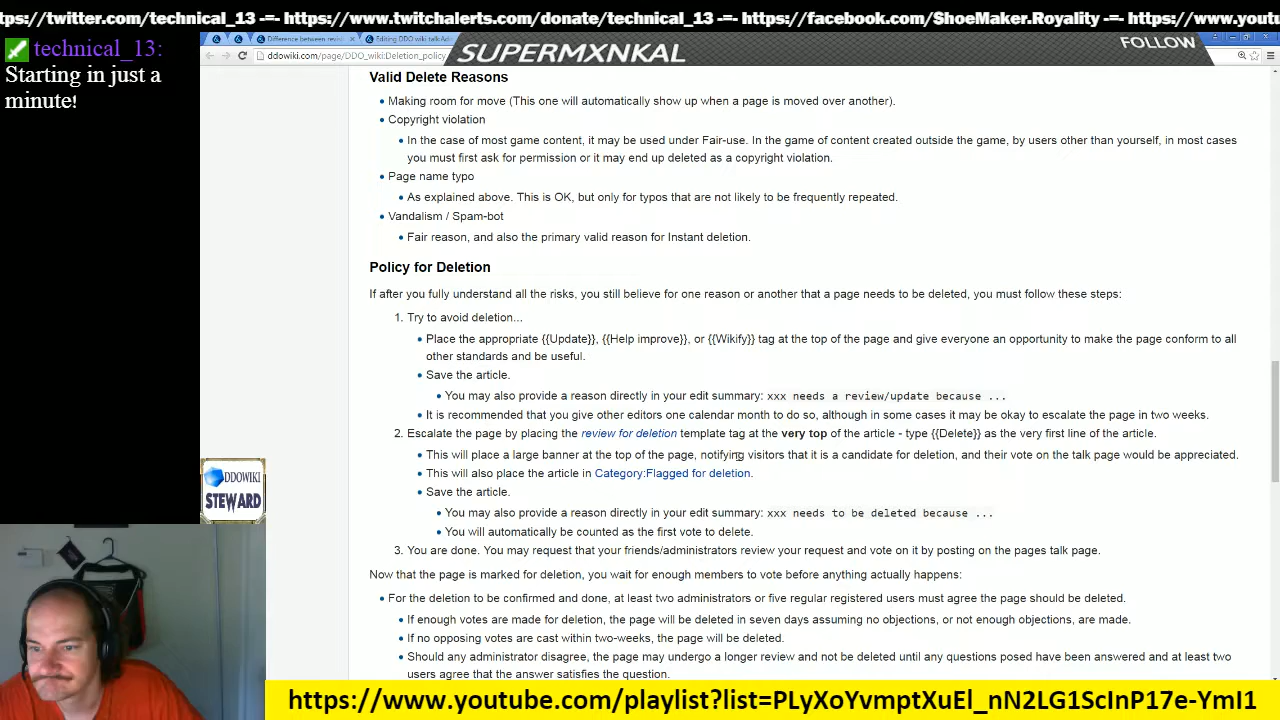 ps://twitter.com/technical_13 -=- https://www.twitchalerts.com/donate/technical_13 -=- https://facebook.com/ShoeMaker.Royality -=- https://www.yout
technical_13:
Starting in just a
minute!
Difference between revisi
Editing DDO wiki talk:Ad
SUPERMXNKAL
FOLLOW
ddowiki.com/page/DDO_wiki:Deletion_policy
Valid Delete Reasons
• Making room for move (This one will automatically show up when a page is moved over another).
• Copyright violation
• In the case of most game content, it may be used under Fair-use. In the game of content created outside the game, by users other than yourself, in most cases
you must first ask for permission or it may end up deleted as a copyright violation.
• Page name typo
• As explained above. This is OK, but only for typos that are not likely to be frequently repeated.
• Vandalism / Spam-bot
• Fair reason, and also the primary valid reason for Instant deletion.
Policy for Deletion
If after you fully understand all the risks, you still believe for one reason or another that a page needs to be deleted, you must follow these steps:
1. Try to avoid deletion...
• Place the appropriate {{Update}}, {{Help improve}}, or {{Wikify}} tag at the top of the page and give everyone an opportunity to make the page conform to all
other standards and be useful.
• Save the article.
• You may also provide a reason directly in your edit summary: xxx needs a review/update because ...
• It is recommended that you give other editors one calendar month to do so, although in some cases it may be okay to escalate the page in two weeks.
2. Escalate the page by placing the review for deletion template tag at the very top of the article - type {{Delete}} as the very first line of the article.
• This will place a large banner at the top of the page, notifying visitors that it is a candidate for deletion, and their vote on the talk page would be appreciated.
• This will also place the article in Category:Flagged for deletion.
• Save the article.
• You may also provide a reason directly in your edit summary: xxx needs to be deleted because ...
• You will automatically be counted as the first vote to delete.
3. You are done. You may request that your friends/administrators review your request and vote on it by posting on the pages talk page.
Now that the page is marked for deletion, you wait for enough members to vote before anything actually happens:
• For the deletion to be confirmed and done, at least two administrators or five regular registered users must agree the page should be deleted.
• If enough votes are made for deletion, the page will be deleted in seven days assuming no objections, or not enough objections, are made.
• If no opposing votes are cast within two-weeks, the page will be deleted.
• Should any administrator disagree, the page may undergo a longer review and not be deleted until any questions posed have been answered and at least two
users agree that the answer satisfies the question.
DDOWIKI
STEWARD
https://www.youtube.com/playlist?list=PLyXoYvmptXuEl_nN2LG1ScInP17e-YmI1